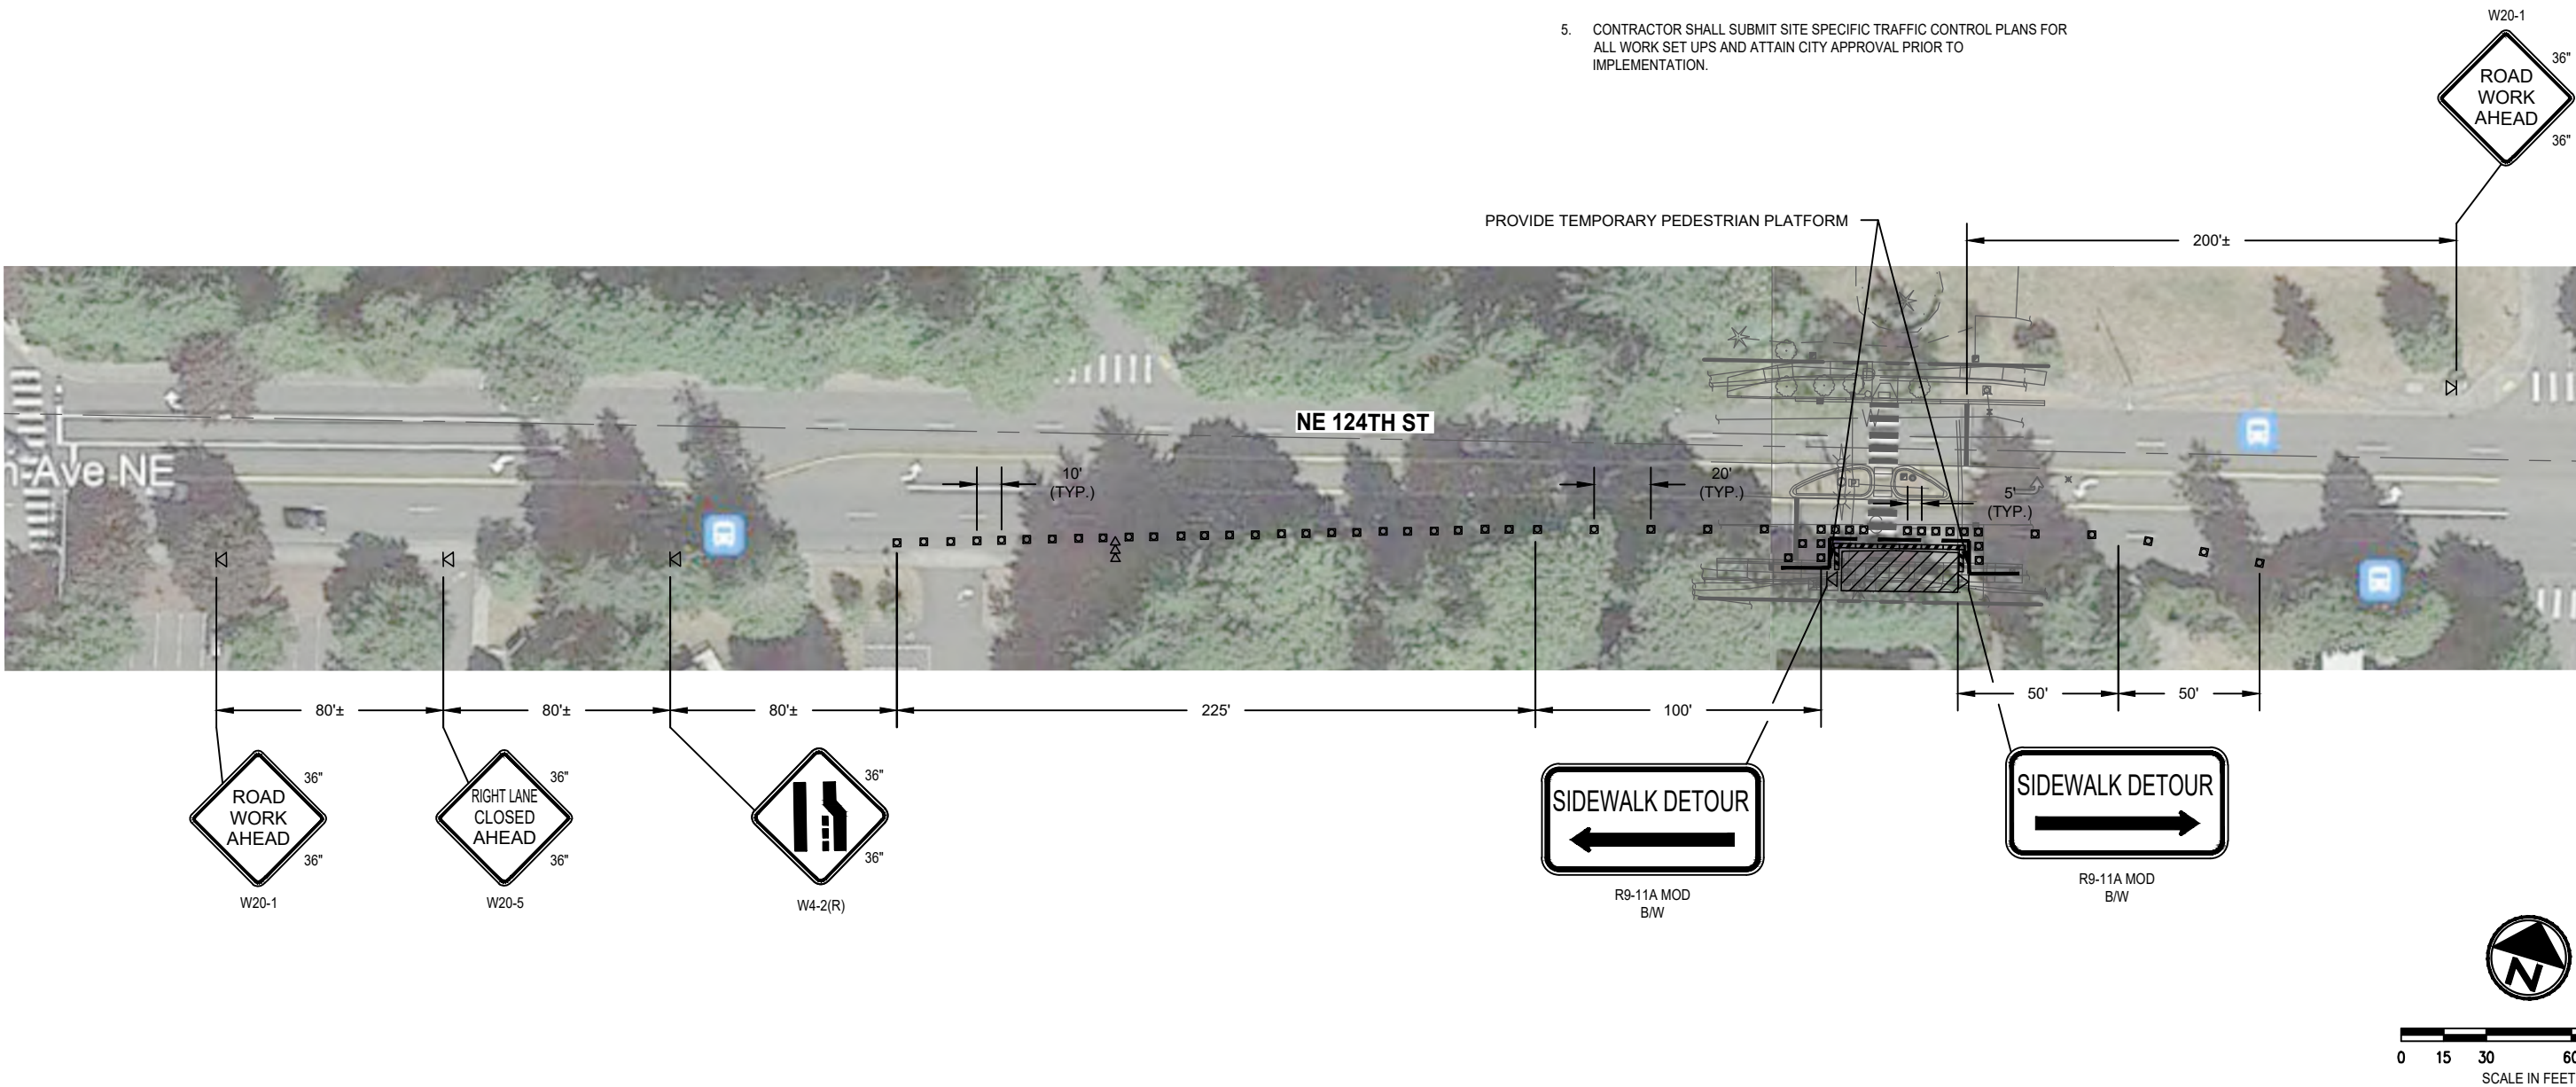 5. CONTRACTOR SHALL SUBMIT SITE SPECIFIC TRAFFIC CONTROL PLANS FOR
ALL WORK SET UPS AND ATTAIN CITY APPROVAL PRIOR TO
IMPLEMENTATION.
W20-1
36"
ROAD
WORK
AHEAD
36"
PROVIDE TEMPORARY PEDESTRIAN PLATFORM
200'±
NE 124TH ST
Ave NE
10'
(TYP.)
20'
(TYP.)
5'
(TYP.)
80'±
80'±
80'±
225'
100'
50'
50'
36"
ROAD
WORK
AHEAD
36"
W20-1
36"
RIGHT LANE
CLOSED
AHEAD
36"
W20-5
36"
36"
W4-2(R)
SIDEWALK DETOUR
R9-11A MOD
B/W
SIDEWALK DETOUR
R9-11A MOD
B/W
N
0 15 30 60
SCALE IN FEET